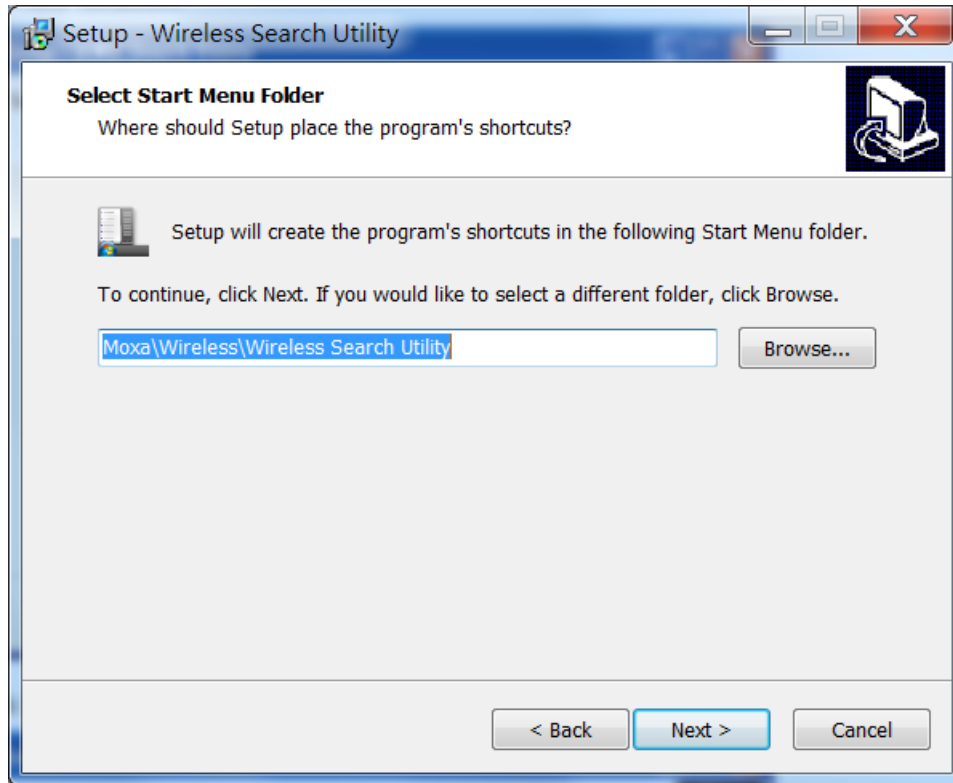 Setup - Wireless Search Utility
Select Start Menu Folder
Where should Setup place the program's shortcuts?
Setup will create the program's shortcuts in the following Start Menu folder.
To continue, click Next. If you would like to select a different folder, click Browse.
Moxa\Wireless\Wireless Search Utility
Browse...
< Back
Next >
Cancel